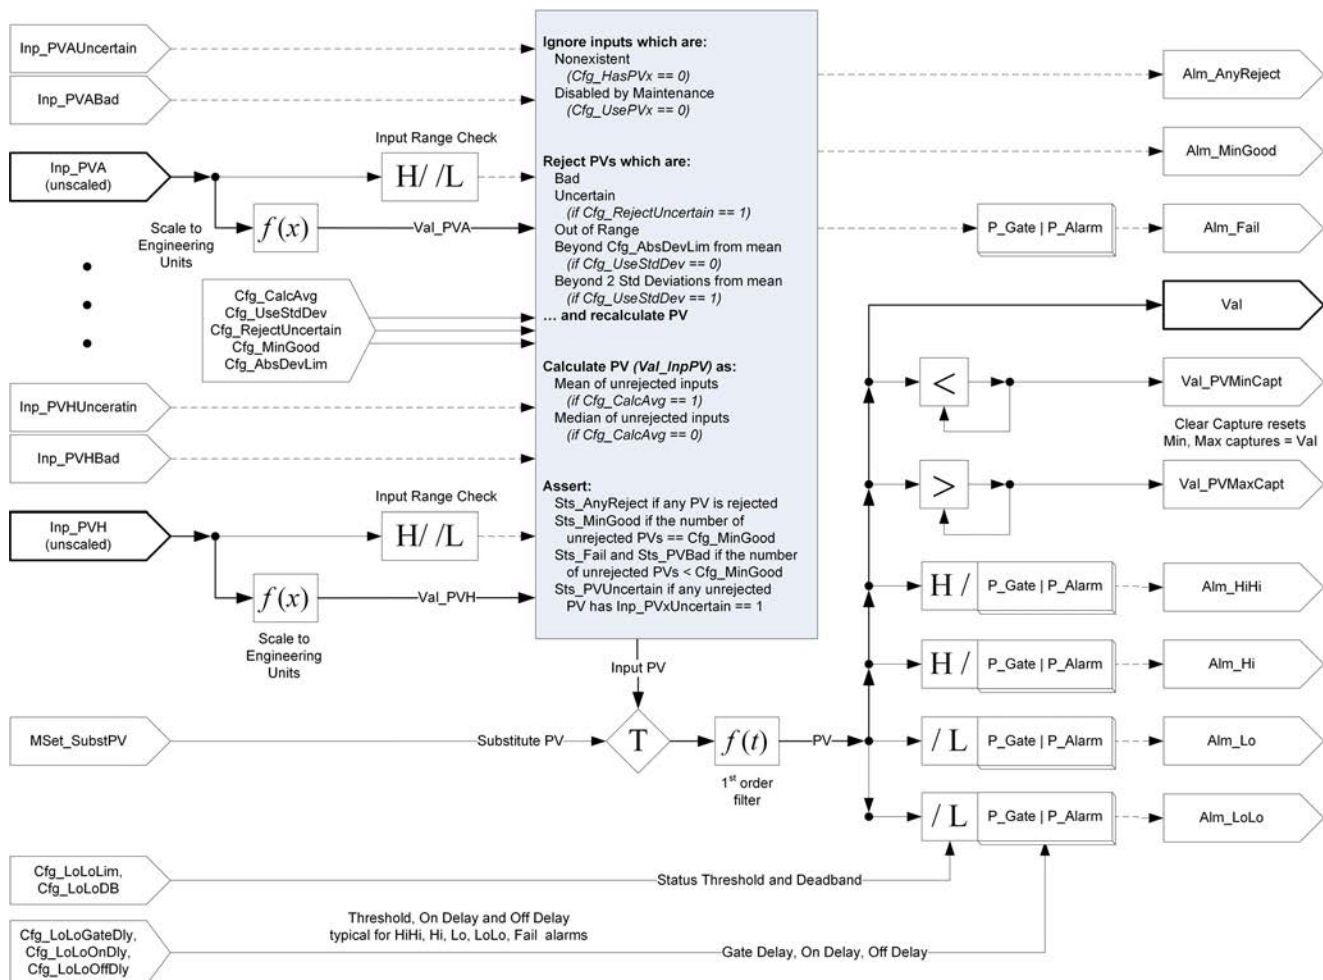 Inp_PVAUncertain
Inp_PVABad
Inp_PVA
(unscaled)
Input Range Check
H/ /L
Scale to
Engineering
Units
f(x)
Val_PVA
Cfg_CalcAvg
Cfg_UseStdDev
Cfg_RejectUncertain
Cfg_MinGood
Cfg_AbsDevLim
Inp_PVHUnceratin
Inp_PVHBad
Inp_PVH
(unscaled)
Input Range Check
H/ /L
f(x)
Val_PVH
Scale to
Engineering
Units
Ignore inputs which are:
Nonexistent
(Cfg_HasPVx == 0)
Disabled by Maintenance
(Cfg_UsePVx == 0)
Reject PVs which are:
Bad
Uncertain
(if Cfg_RejectUncertain == 1)
Out of Range
Beyond Cfg_AbsDevLim from mean
(if Cfg_UseStdDev == 0)
Beyond 2 Std Deviations from mean
(if Cfg_UseStdDev == 1)
... and recalculate PV
Calculate PV (Val_InpPV) as:
Mean of unrejected inputs
(if Cfg_CalcAvg == 1)
Median of unrejected inputs
(if Cfg_CalcAvg == 0)
Assert:
Sts_AnyReject if any PV is rejected
Sts_MinGood if the number of
unrejected PVs == Cfg_MinGood
Sts_Fail and Sts_PVBad if the number
of unrejected PVs < Cfg_MinGood
Sts_PVUncertain if any unrejected
PV has Inp_PVxUncertain == 1
Alm_AnyReject
Alm_MinGood
P_Gate | P_Alarm
Alm_Fail
Val
<
Val_PVMinCapt
Clear Capture resets
Min, Max captures = Val
>
Val_PVMaxCapt
H /
P_Gate | P_Alarm
Alm_HiHi
H /
P_Gate | P_Alarm
Alm_Hi
Input PV
MSet_SubstPV
Substitute PV
T
f(t)
PV
1st order
filter
/ L
P_Gate | P_Alarm
Alm_Lo
/ L
P_Gate | P_Alarm
Alm_LoLo
Cfg_LoLoLim,
Cfg_LoLoDB
Status Threshold and Deadband
Threshold, On Delay and Off Delay
typical for HiHi, Hi, Lo, LoLo, Fail alarms
Cfg_LoLoGateDly,
Cfg_LoLoOnDly,
Cfg_LoLoOffDly
Gate Delay, On Delay, Off Delay